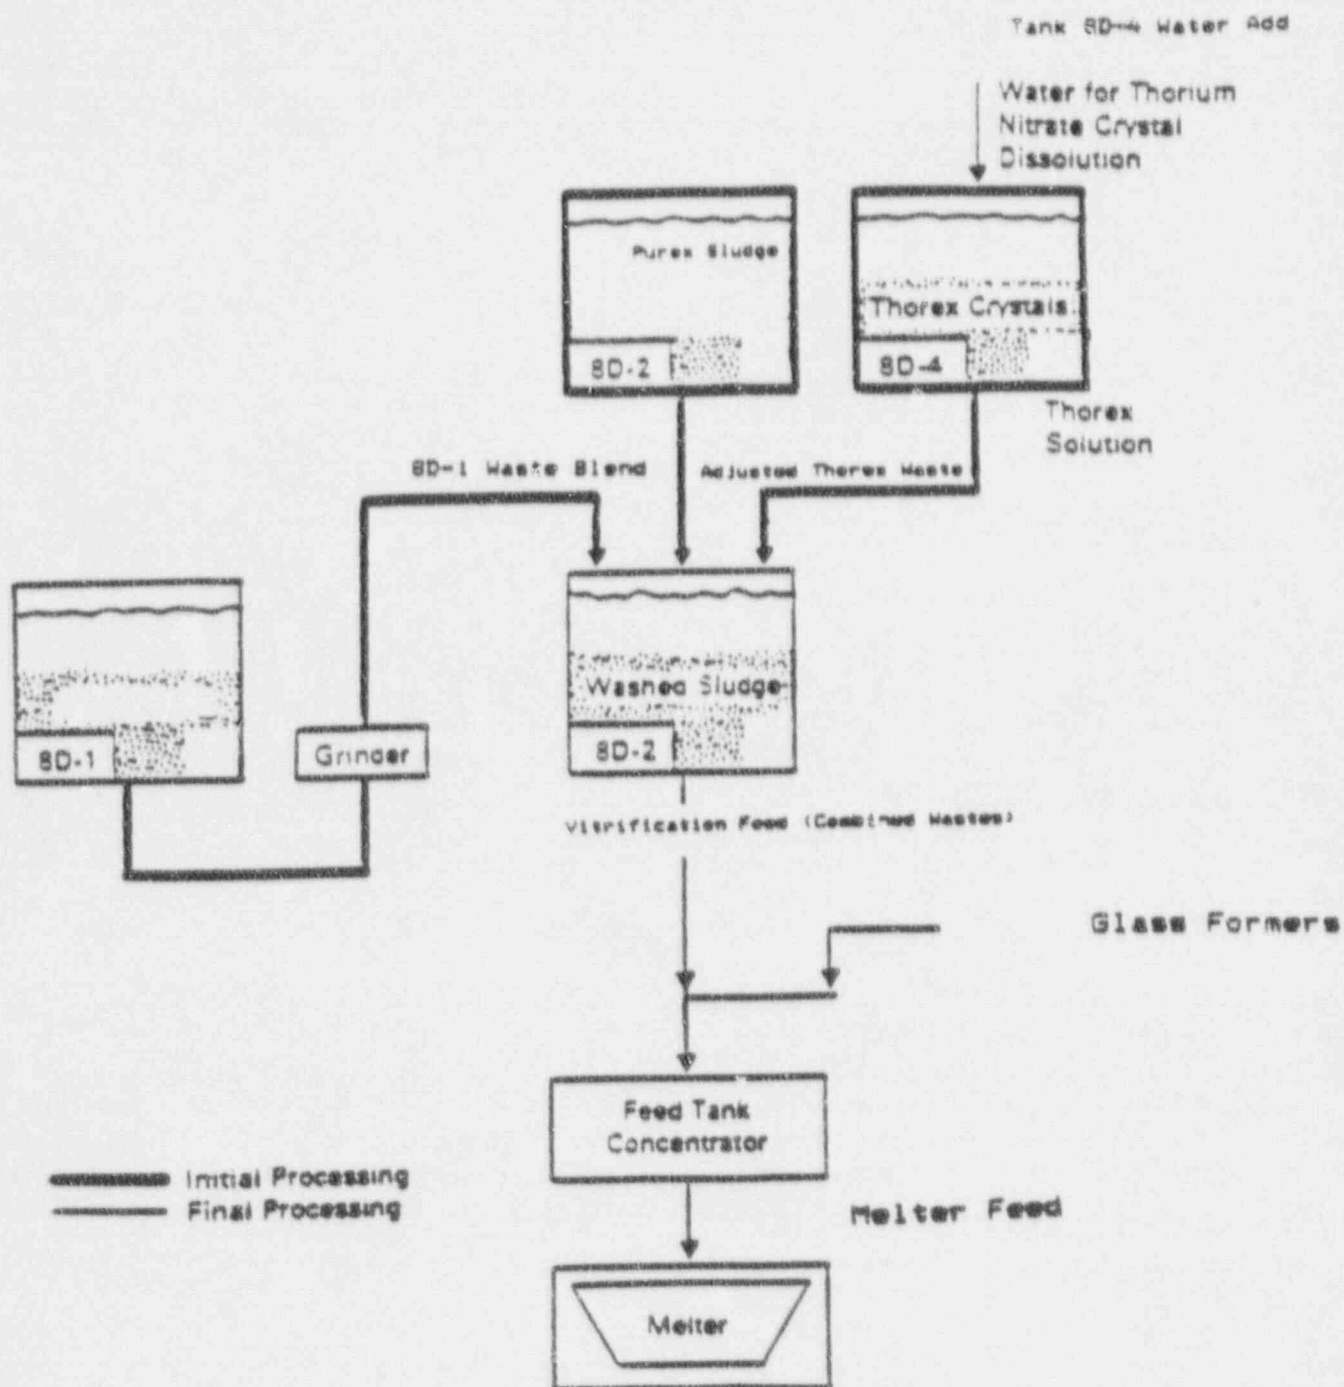 Tank 8D-4 Water Add
Water for Thorium
Nitrate Crystal
Dissolution
Purex Sludge
8D-2
Thorex Crystals
8D-4
Thorex
Solution
8D-1 Waste Blend
Adjusted Thorex Waste
8D-1
Grinder
Washed Sludge
8D-2
Vitrification Feed (Combined Wastes)
Glass Formers
Feed Tank
Concentrator
Initial Processing
Final Processing
Melter Feed
Melter